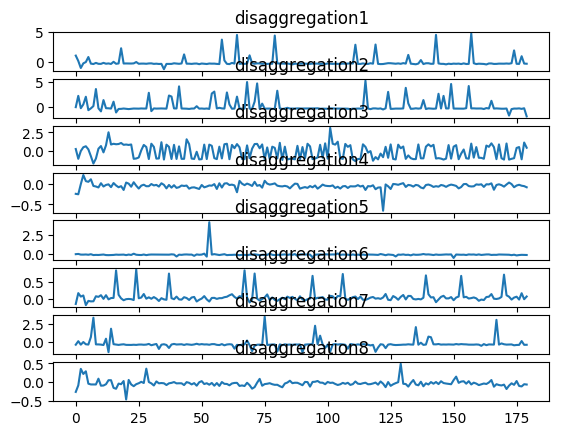 disaggregation1
5
0
disaggregation2
5
0
disaggregation3
2.5
0.0
disaggregation4
0.0
−0.5
disaggregation5
2.5
0.0
disaggregation6
0.5
0.0
disaggregation7
2.5
0.0
disaggregation8
0.5
0.0
−0.5
0 25 50 75 100 125 150 175